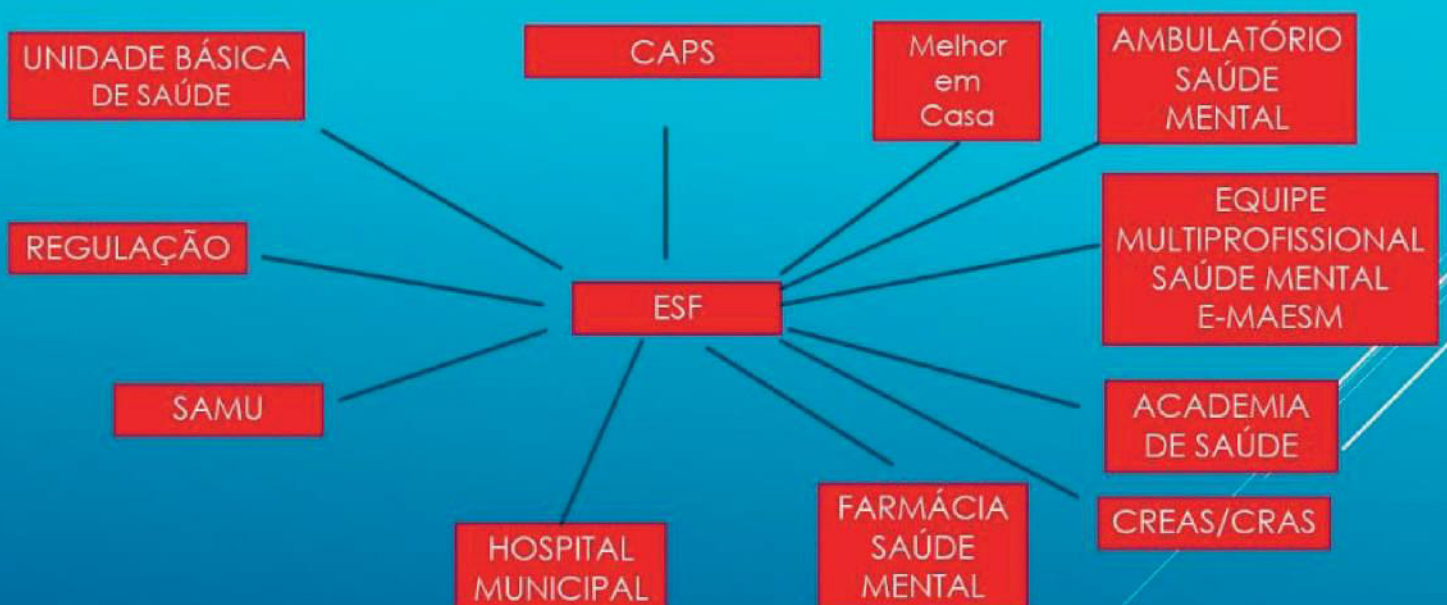 UNIDADE BÁSICA
DE SAÚDE
CAPS
Melhor
em
Casa
AMBULATÓRIO
SAÚDE
MENTAL
REGULAÇÃO
ESF
EQUIPE
MULTIPROFISSIONAL
SAÚDE MENTAL
E-MAESM
SAMU
ACADEMIA
DE SAÚDE
HOSPITAL
MUNICIPAL
FARMÁCIA
SAÚDE
MENTAL
CREAS/CRAS